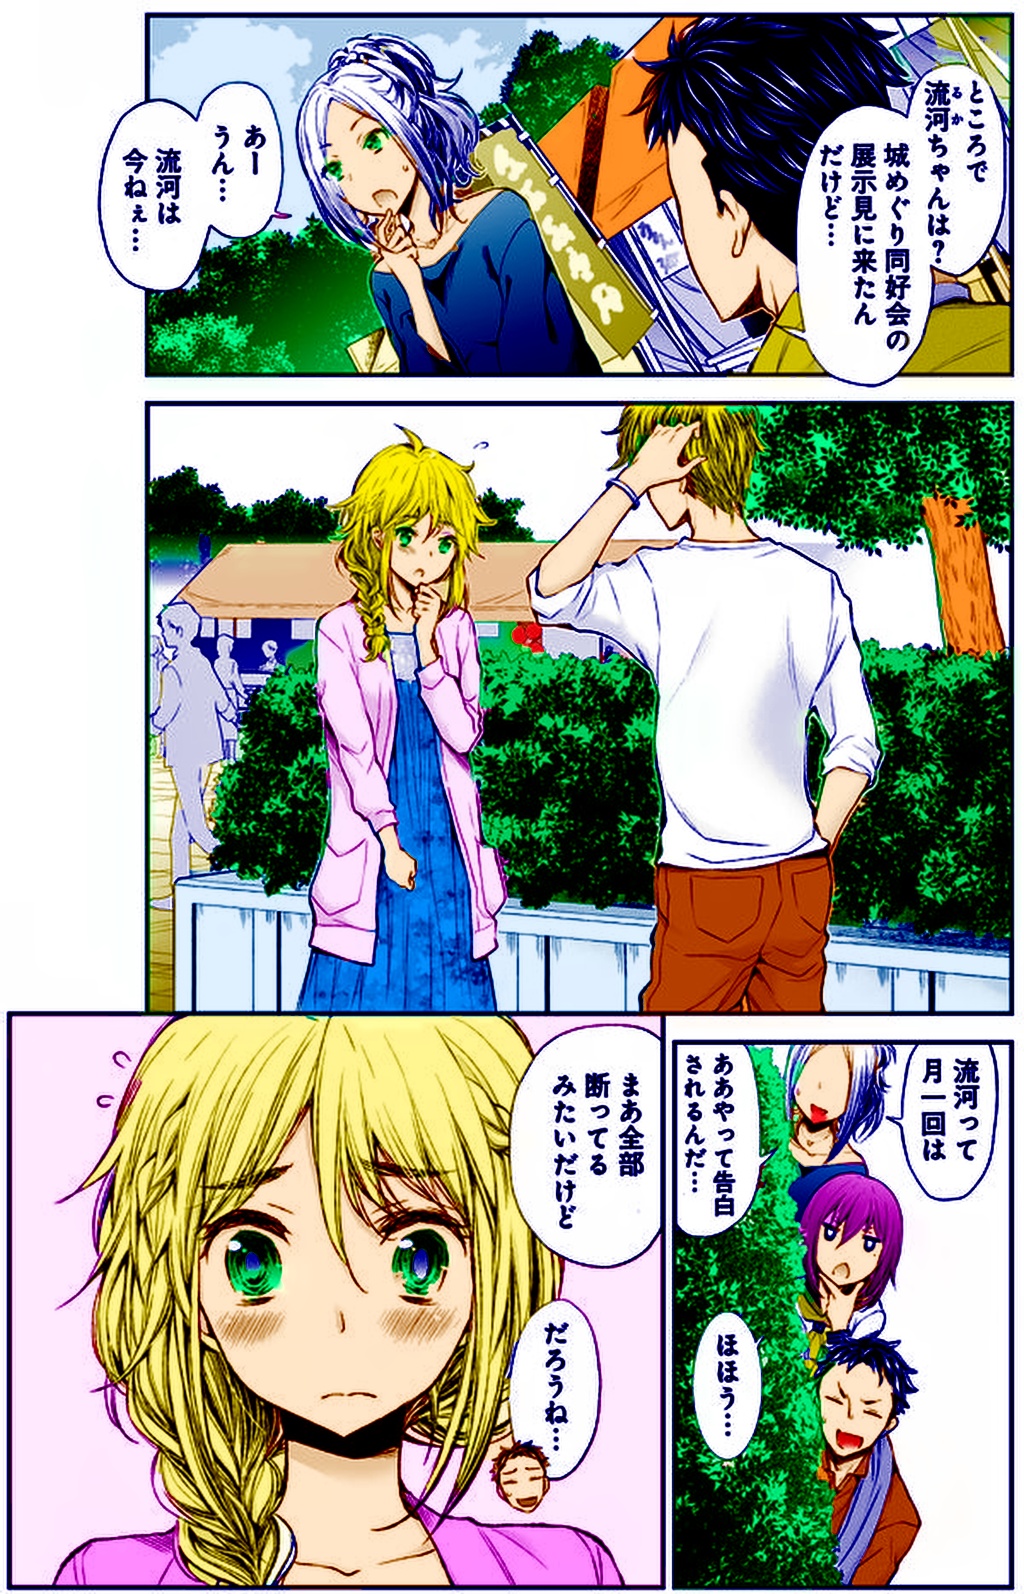 ところで
流河ちゃんは？
るか
城めぐり同好会の
展示見に来たん
だけど…
あー
うん…
流河は
今ねぇ…
流河って
月一回は
ああやって告白
されるんだ…
ほほう…
まあ全部
断ってる
みたいだけど
だろうね…